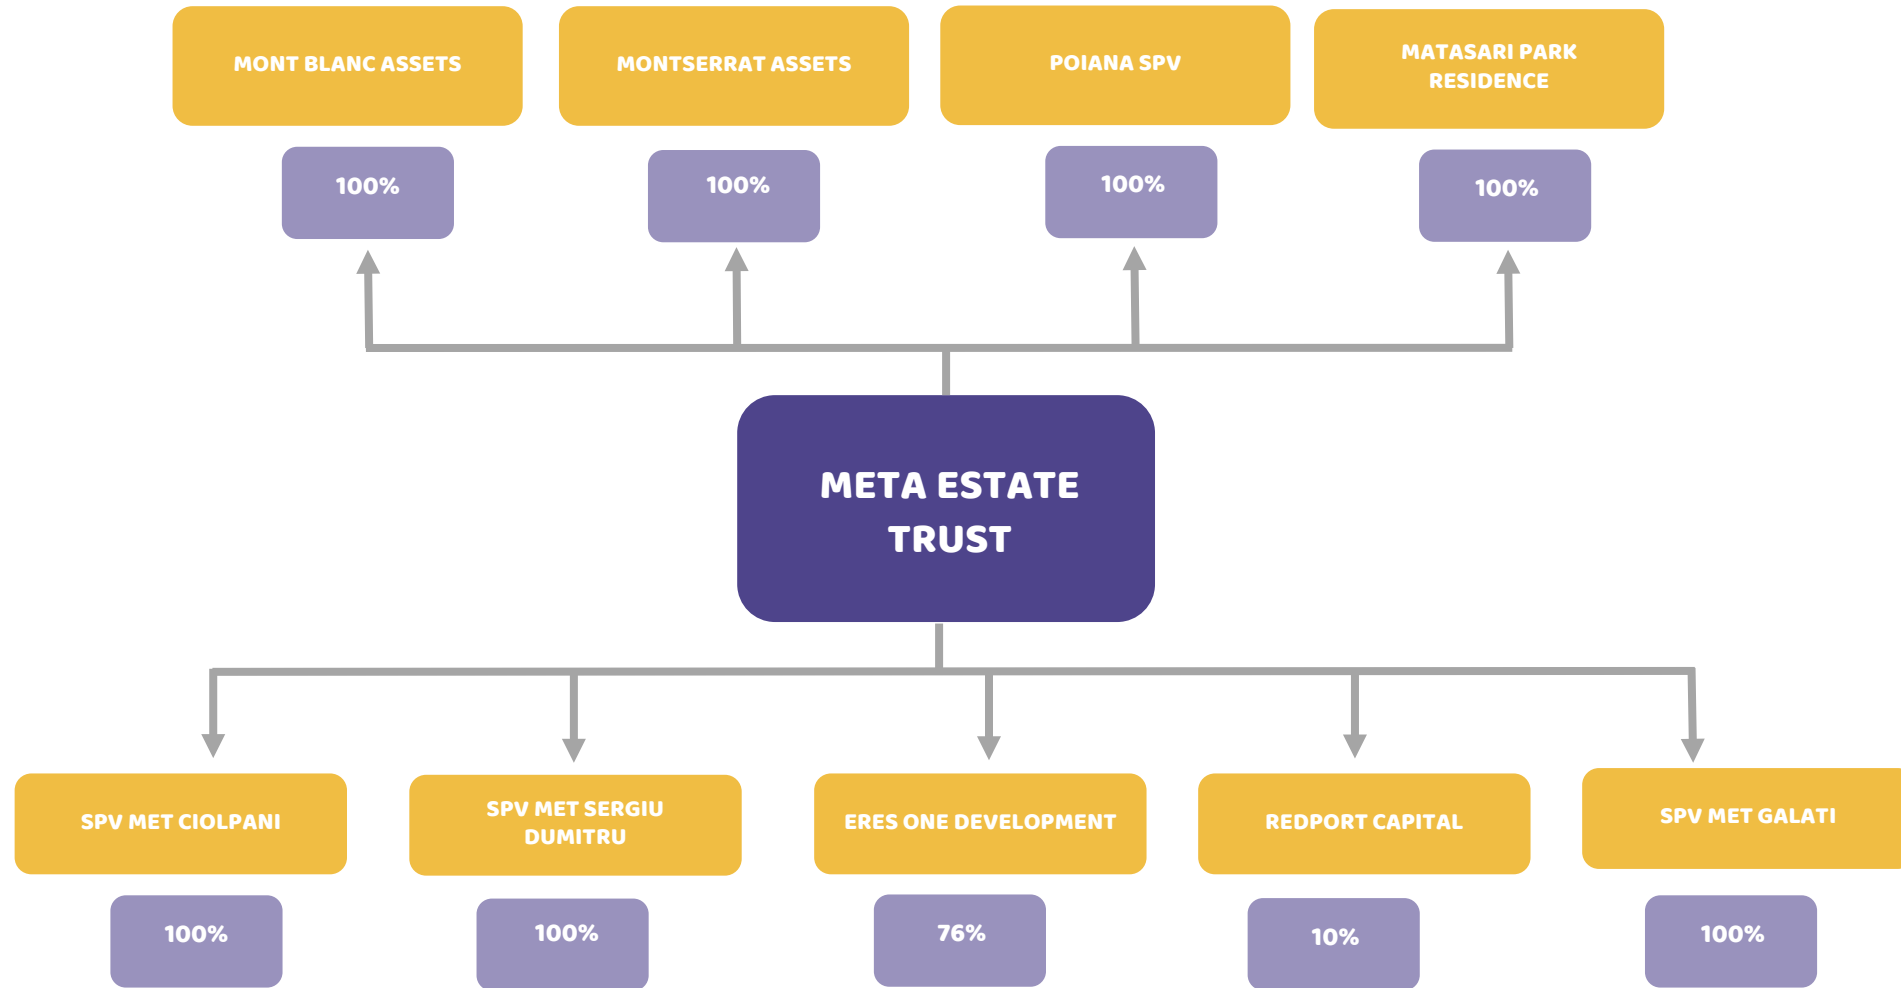 MONT BLANC ASSETS
MONTSERRAT ASSETS
POIANA SPV
MATASARI PARK
RESIDENCE
100%
100%
100%
100%
META ESTATE
TRUST
SPV MET CIOLPANI
SPV MET SERGIU
DUMITRU
ERES ONE DEVELOPMENT
REDPORT CAPITAL
SPV MET GALATI
100%
100%
76%
10%
100%